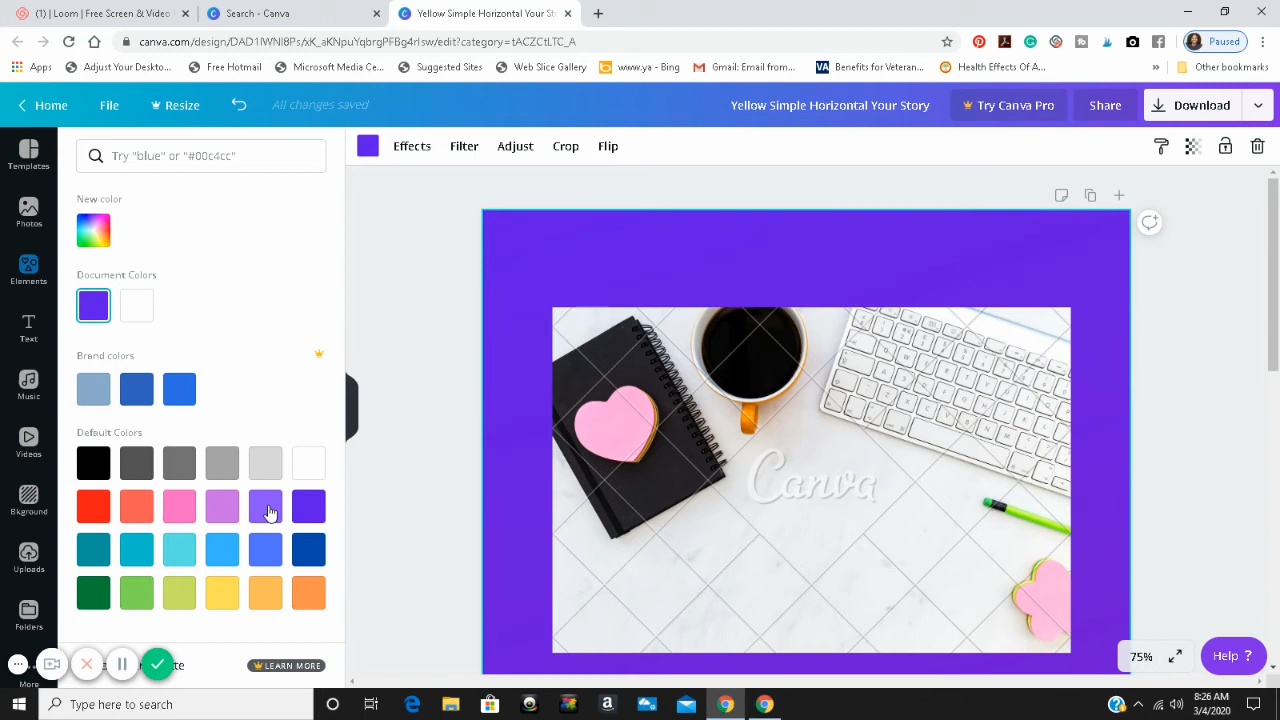 (1) | Loom | Free Screen & Video
Search - Canva
Yellow Simple Horizontal Your Sto
canva.com/design/DAD1IWNJ8Ps/iK_aKNpuYqbrqPFBg4rIsw/edit?category=tACZCtLTC_A
Paused
Apps
Adjust Your Deskto...
Free Hotmail
Microsoft Media Ce...
Suggested Sites
Web Slice Gallery
www.ya - Bing
Gmail: Email from...
Benefits for Veteran...
Health Effects Of A...
»
Other bookmarks
Home
File
Resize
All changes saved
Yellow Simple Horizontal Your Story
Try Canva Pro
Share
Download
Templates
Photos
Elements
Text
Music
Videos
Bkground
Uploads
Folders
More
Try "blue" or "#00c4cc"
New color
Document Colors
Brand colors
Default Colors
LEARN MORE
Effects
Filter
Adjust
Crop
Flip
Canva
75%
Help ?
Type here to search
8:26 AM
3/4/2020